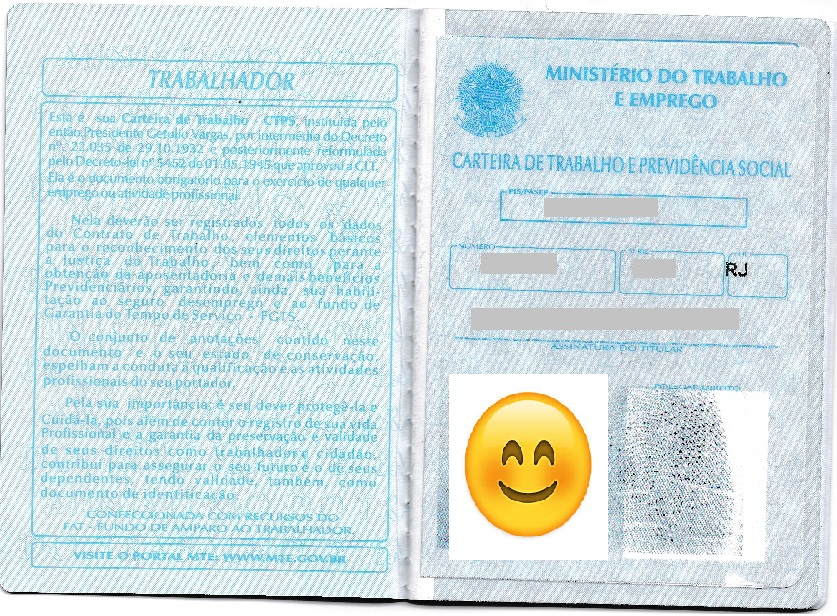 TRABALHADOR
Esta é sua Carteira de Trabalho - CTPS, instituída pelo
então Presidente Getulio Vargas, por intermédio do Decreto
nº. 22.035 de 29.10.1932 e posteriormente reformulada
pelo Decreto-lei nº 5452 de 01.05.1943 que aprovou a CLT.
Ela é o documento obrigatório para o exercício de qualquer
emprego ou atividade profissional.
Nela deverão ser registrados todos os dados
do Contrato de Trabalho, elementos básicos
para o reconhecimento dos seus direitos perante
a Justiça do Trabalho, bem como para a
obtenção da aposentadoria e demais benefícios
Previdenciários, garantindo, ainda, sua habili-
tação ao seguro desemprego e ao fundo de
Garantia do Tempo de Serviço - FGTS.
O conjunto de anotações contido neste
documento e o seu estado de conservação,
espelham a conduta a qualificação e as atividades
profissionais do seu portador.
Pela sua importância, é seu dever protegê-la e
Cuidá-la, pois além de conter o registro de sua vida
Profissional e a garantia da preservação e validade
de seus direitos como trabalhador e cidadão,
contribui para assegurar o seu futuro e o de seus
dependentes, tendo validade, também, como
documento de identificação.
CONFECCIONADA COM RECURSOS DO
FAT - FUNDO DE AMPARO AO TRABALHADOR.
VISITE O PORTAL MTE: WWW.MTE.GOV.BR
MINISTÉRIO DO TRABALHO
E EMPREGO
CARTEIRA DE TRABALHO E PREVIDÊNCIA SOCIAL
PIS/PASEP
NÚMERO
SÉRIE
RJ
ASSINATURA DO TITULAR
POLEGAR DIREITO